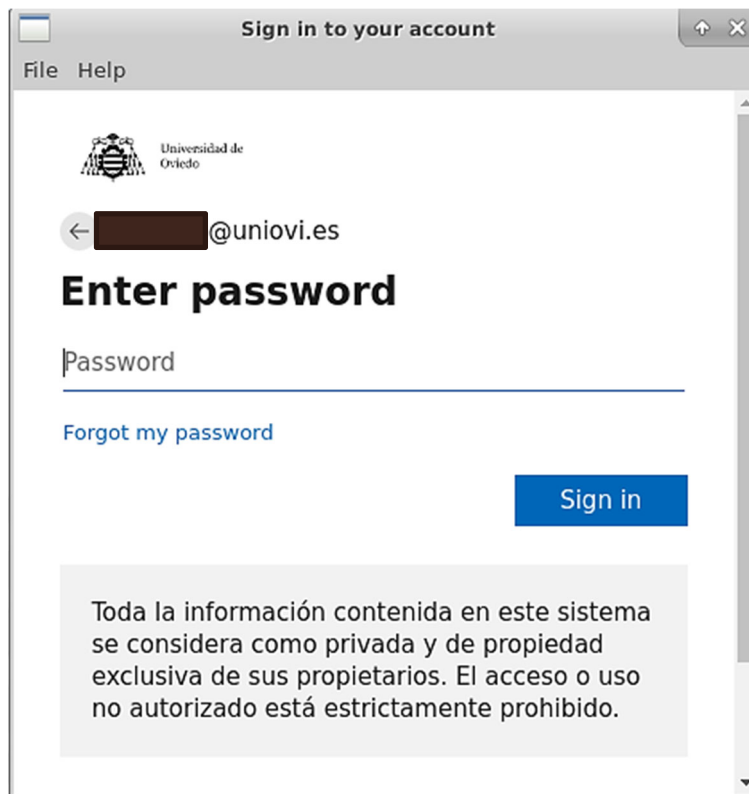 Sign in to your account
File Help
Universidad de
Oviedo
@uniovi.es
Enter password
Password
Forgot my password
Sign in
Toda la información contenida en este sistema
se considera como privada y de propiedad
exclusiva de sus propietarios. El acceso o uso
no autorizado está estrictamente prohibido.